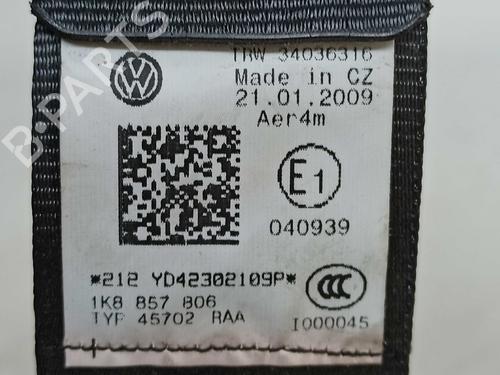 TRW 34036316
Made in CZ
21.01.2009
Aer4m
E1
040939
*212 YD42302109P*
1K8 857 806
TYP 45702 RAA
I000045
CCC
B-PARTS